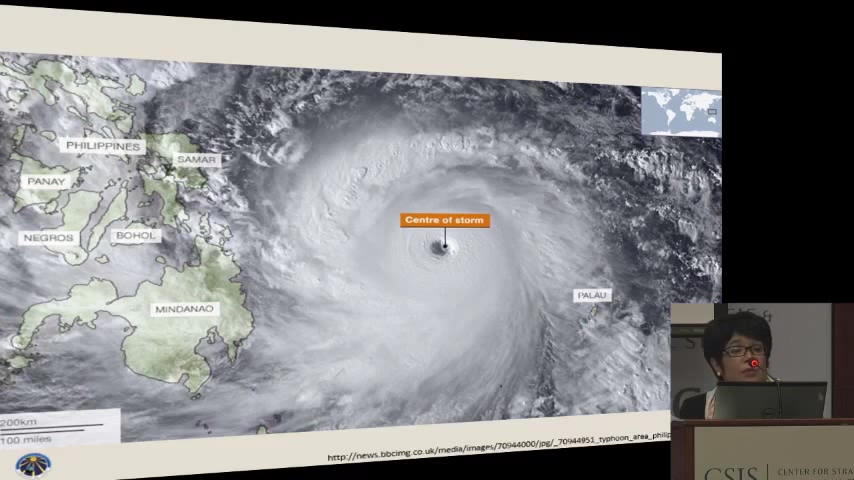 PHILIPPINES
SAMAR
PANAY
Centre of storm
NEGROS
BOHOL
PALAU
MINDANAO
200km
100 miles
http://news.bbcimg.co.uk/media/images/70944000/jpg/_70944951_typhoon_area_philip
CSIS
CENTER FOR STRA